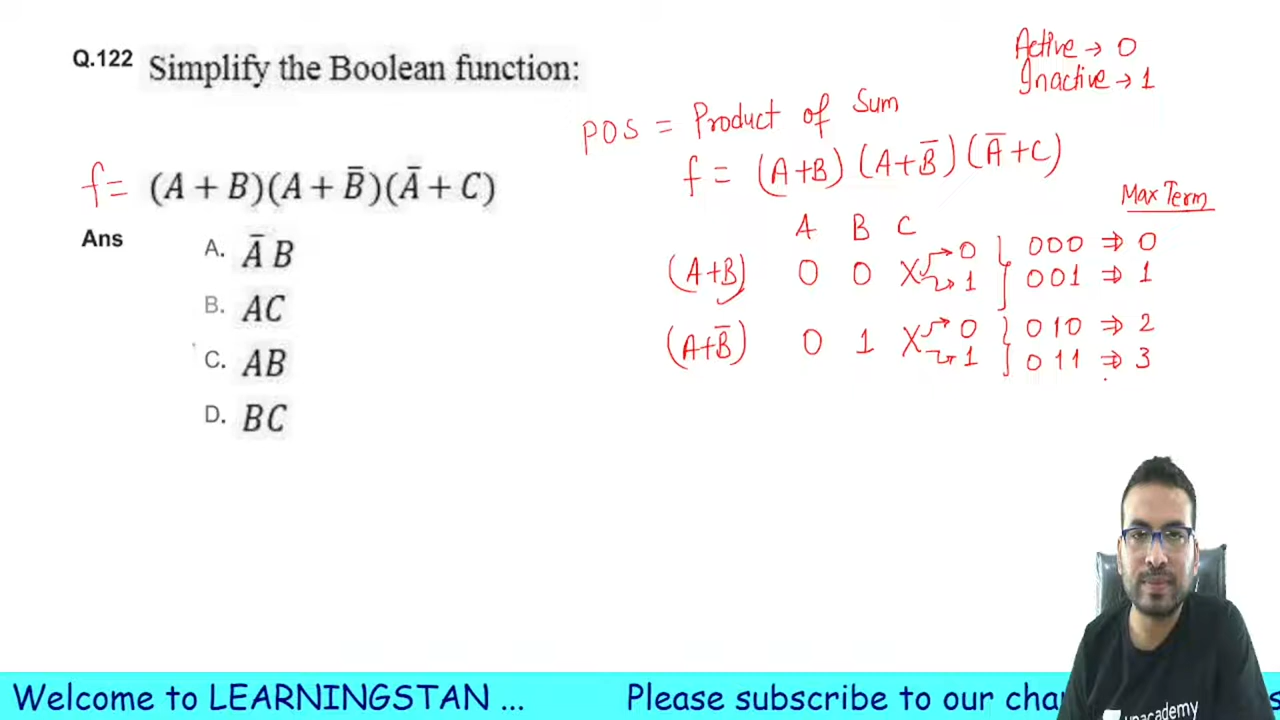 Q.122 Simplify the Boolean function:
f= (A + B)(A + B̅)(A̅ + C)
Ans
A. A̅ B
B. AC
C. AB
D. BC
Active → 0
Inactive → 1
POS = Product of Sum
f = (A+B) (A+B̅) (A̅+C)
Max Term
A B C
(A+B) 0 0 X → 0 } 000 ⇒ 0
→ 1 001 ⇒ 1
(A+B̅) 0 1 X → 0 } 010 ⇒ 2
→ 1 011 ⇒ 3
Welcome to LEARNINGSTAN ... Please subscribe to our cha